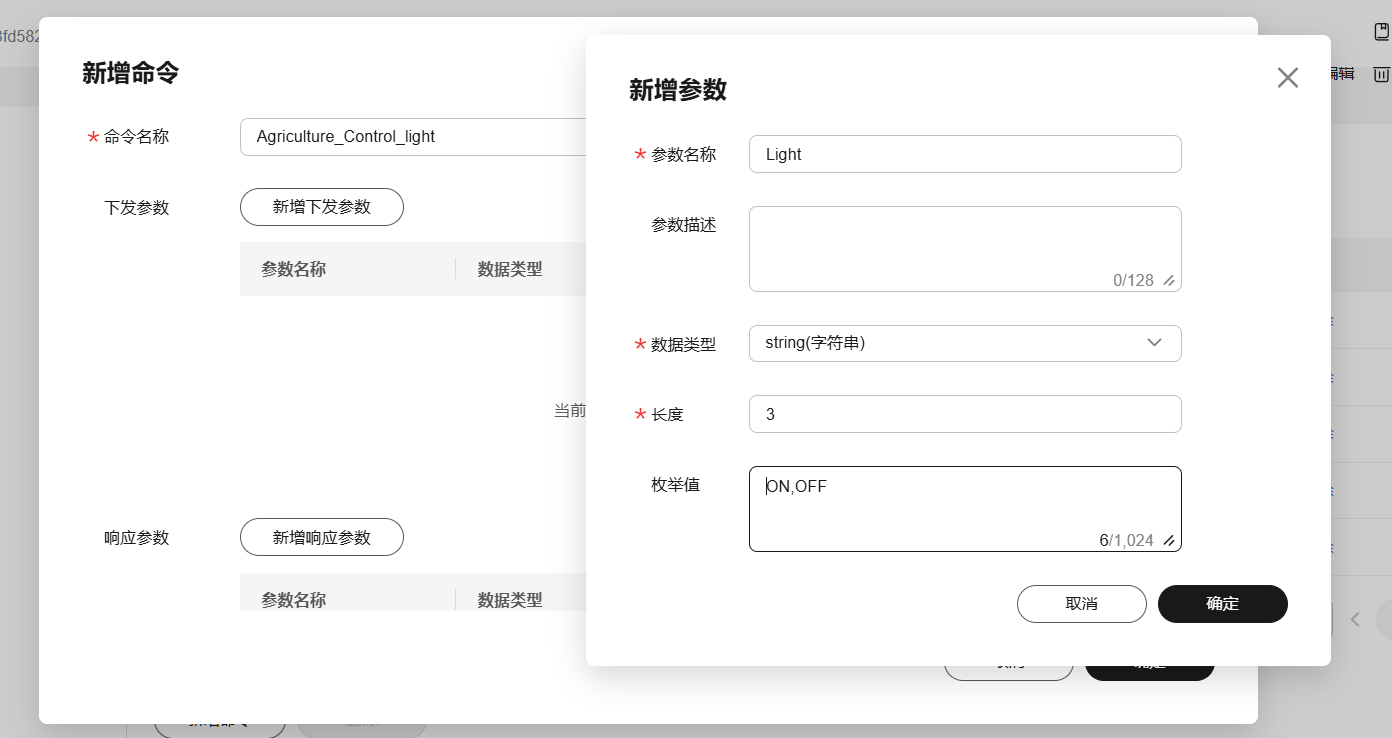 3fd582
新增命令
* 命令名称
Agriculture_Control_light
下发参数
新增下发参数
参数名称
数据类型
当前
响应参数
新增响应参数
参数名称
数据类型
新增参数
* 参数名称
Light
参数描述
0/128
* 数据类型
string(字符串)
* 长度
3
枚举值
ON,OFF
6/1,024
取消
确定
编辑